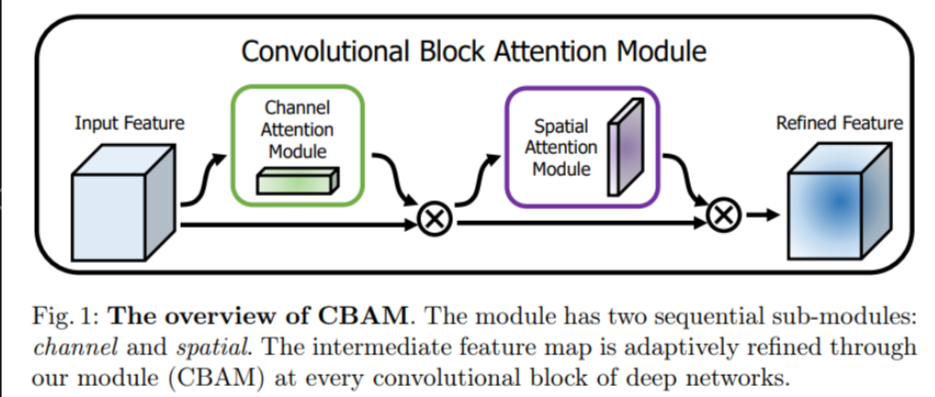 Convolutional Block Attention Module
Input Feature
Channel
Attention
Module
Spatial
Attention
Module
Refined Feature
Fig. 1: The overview of CBAM. The module has two sequential sub-modules:
channel and spatial. The intermediate feature map is adaptively refined through
our module (CBAM) at every convolutional block of deep networks.